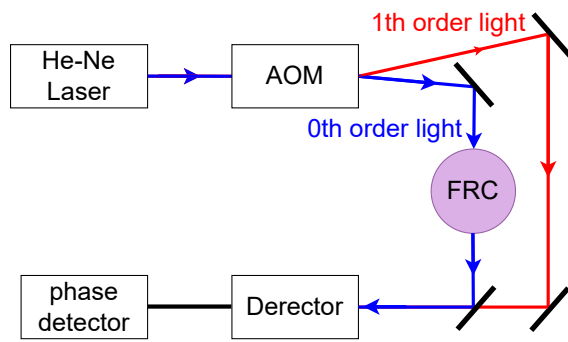 1th order light
He-Ne
Laser
AOM
0th order light
FRC
phase
detector
Derector